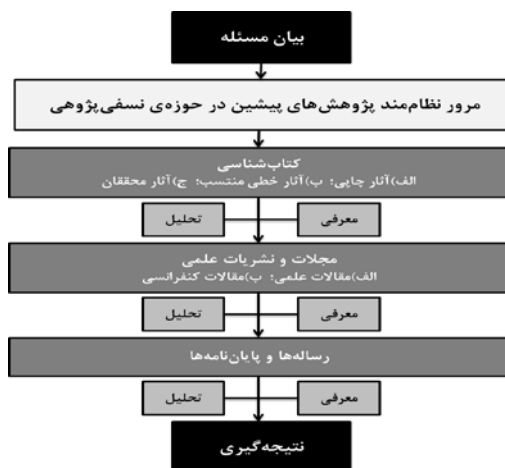 بیان مسئله
مرور نظام‌مند پژوهش‌های پیشین در حوزه‌ی نسفی‌پژوهی
کتاب‌شناسی
الف)آثار چاپی؛ ب)آثار خطی منتسب؛ ج)آثار محققان
معرفی
تحلیل
مجلات و نشریات علمی
الف)مقالات علمی؛ ب)مقالات کنفرانسی
معرفی
تحلیل
رساله‌ها و پایان‌نامه‌ها
معرفی
تحلیل
نتیجه‌گیری